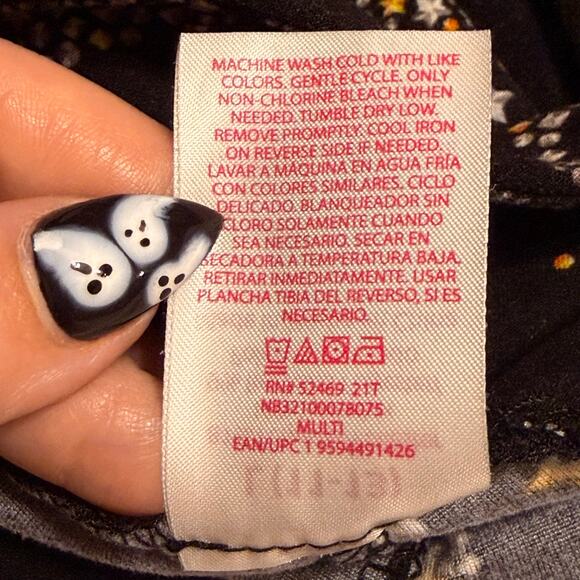 MACHINE WASH COLD WITH LIKE
COLORS. GENTLE CYCLE. ONLY
NON-CHLORINE BLEACH WHEN
NEEDED. TUMBLE DRY LOW.
REMOVE PROMPTLY. COOL IRON
ON REVERSE SIDE IF NEEDED.
LAVAR A MÁQUINA EN AGUA FRÍA
CON COLORES SIMILARES. CICLO
DELICADO. BLANQUEADOR SIN
CLORO SOLAMENTE CUANDO
SEA NECESARIO. SECAR EN
SECADORA A TEMPERATURA BAJA.
RETIRAR INMEDIATAMENTE. USAR
PLANCHA TIBIA DEL REVERSO, SI ES
NECESARIO.
RN# 52469 21T
NB32100078075
MULTI
EAN/UPC 1 9594491426